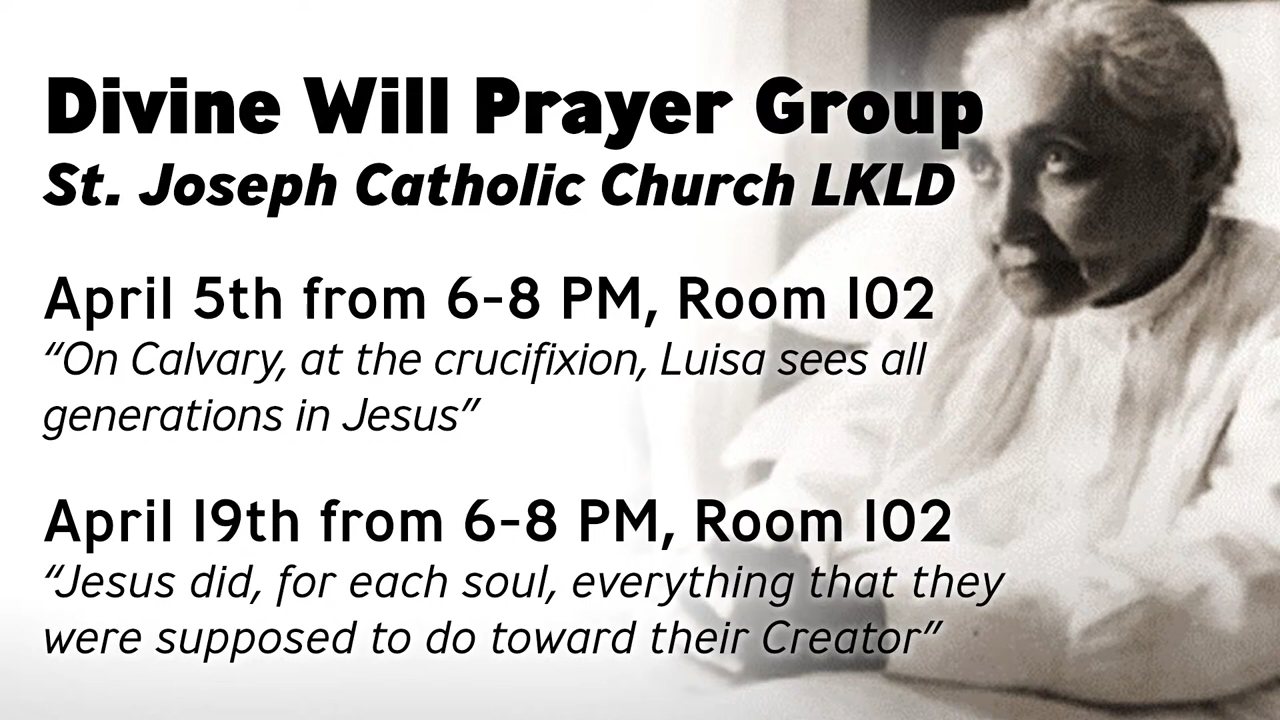 Divine Will Prayer Group
St. Joseph Catholic Church LKLD
April 5th from 6-8 PM, Room 102
“On Calvary, at the crucifixion, Luisa sees all
generations in Jesus”
April 19th from 6-8 PM, Room 102
“Jesus did, for each soul, everything that they
were supposed to do toward their Creator”